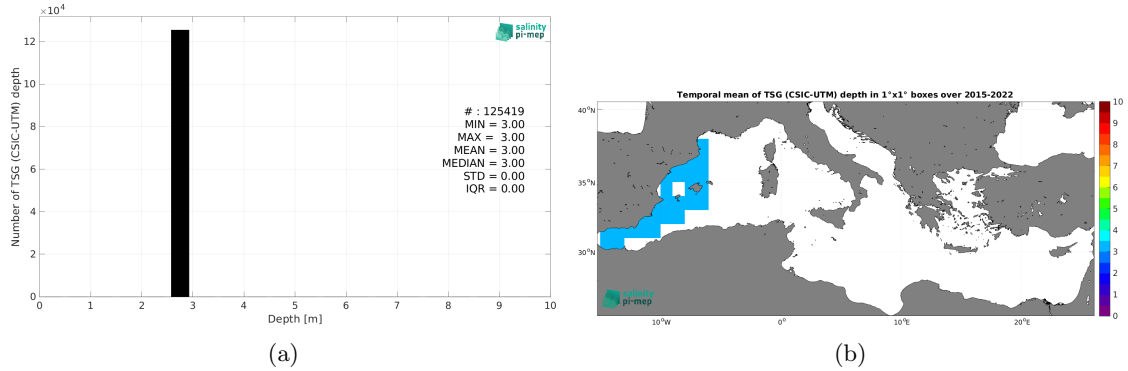 ×10⁴
12
10
8
6
4
2
0
Number of TSG (CSIC-UTM) depth
salinity
pi-mep
# : 125419
MIN = 3.00
MAX = 3.00
MEAN = 3.00
MEDIAN = 3.00
STD = 0.00
IQR = 0.00
0 1 2 3 4 5 6 7 8 9 10
Depth [m]
(a)
Temporal mean of TSG (CSIC-UTM) depth in 1°x1° boxes over 2015-2022
40°N
35°N
30°N
10°W 0° 10°E 20°E
salinity
pi-mep
10
9
8
7
6
5
4
3
2
1
0
(b)